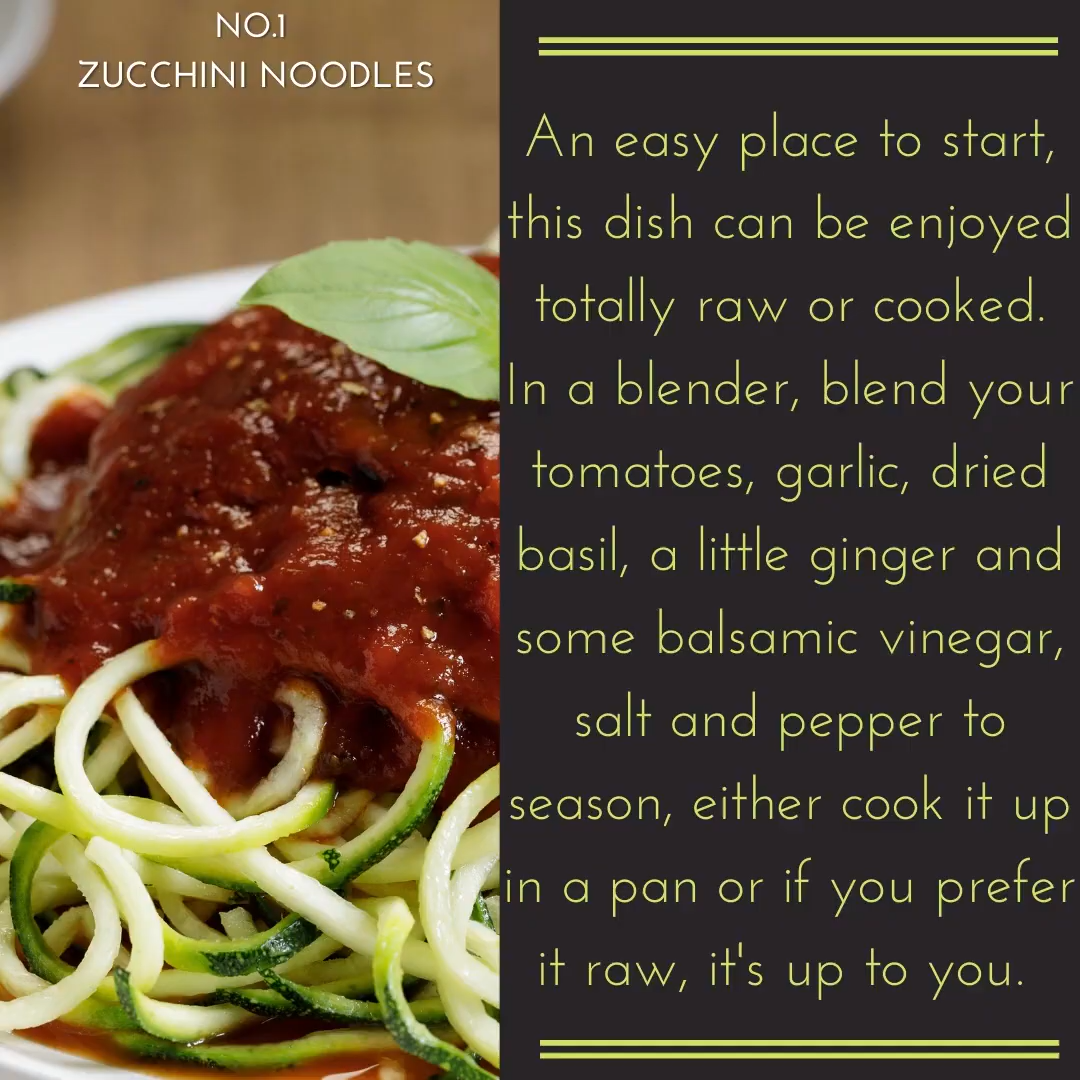 NO.1
ZUCCHINI NOODLES
An easy place to start,
this dish can be enjoyed
totally raw or cooked.
In a blender, blend your
tomatoes, garlic, dried
basil, a little ginger and
some balsamic vinegar,
salt and pepper to
season, either cook it up
in a pan or if you prefer
it raw, it's up to you.